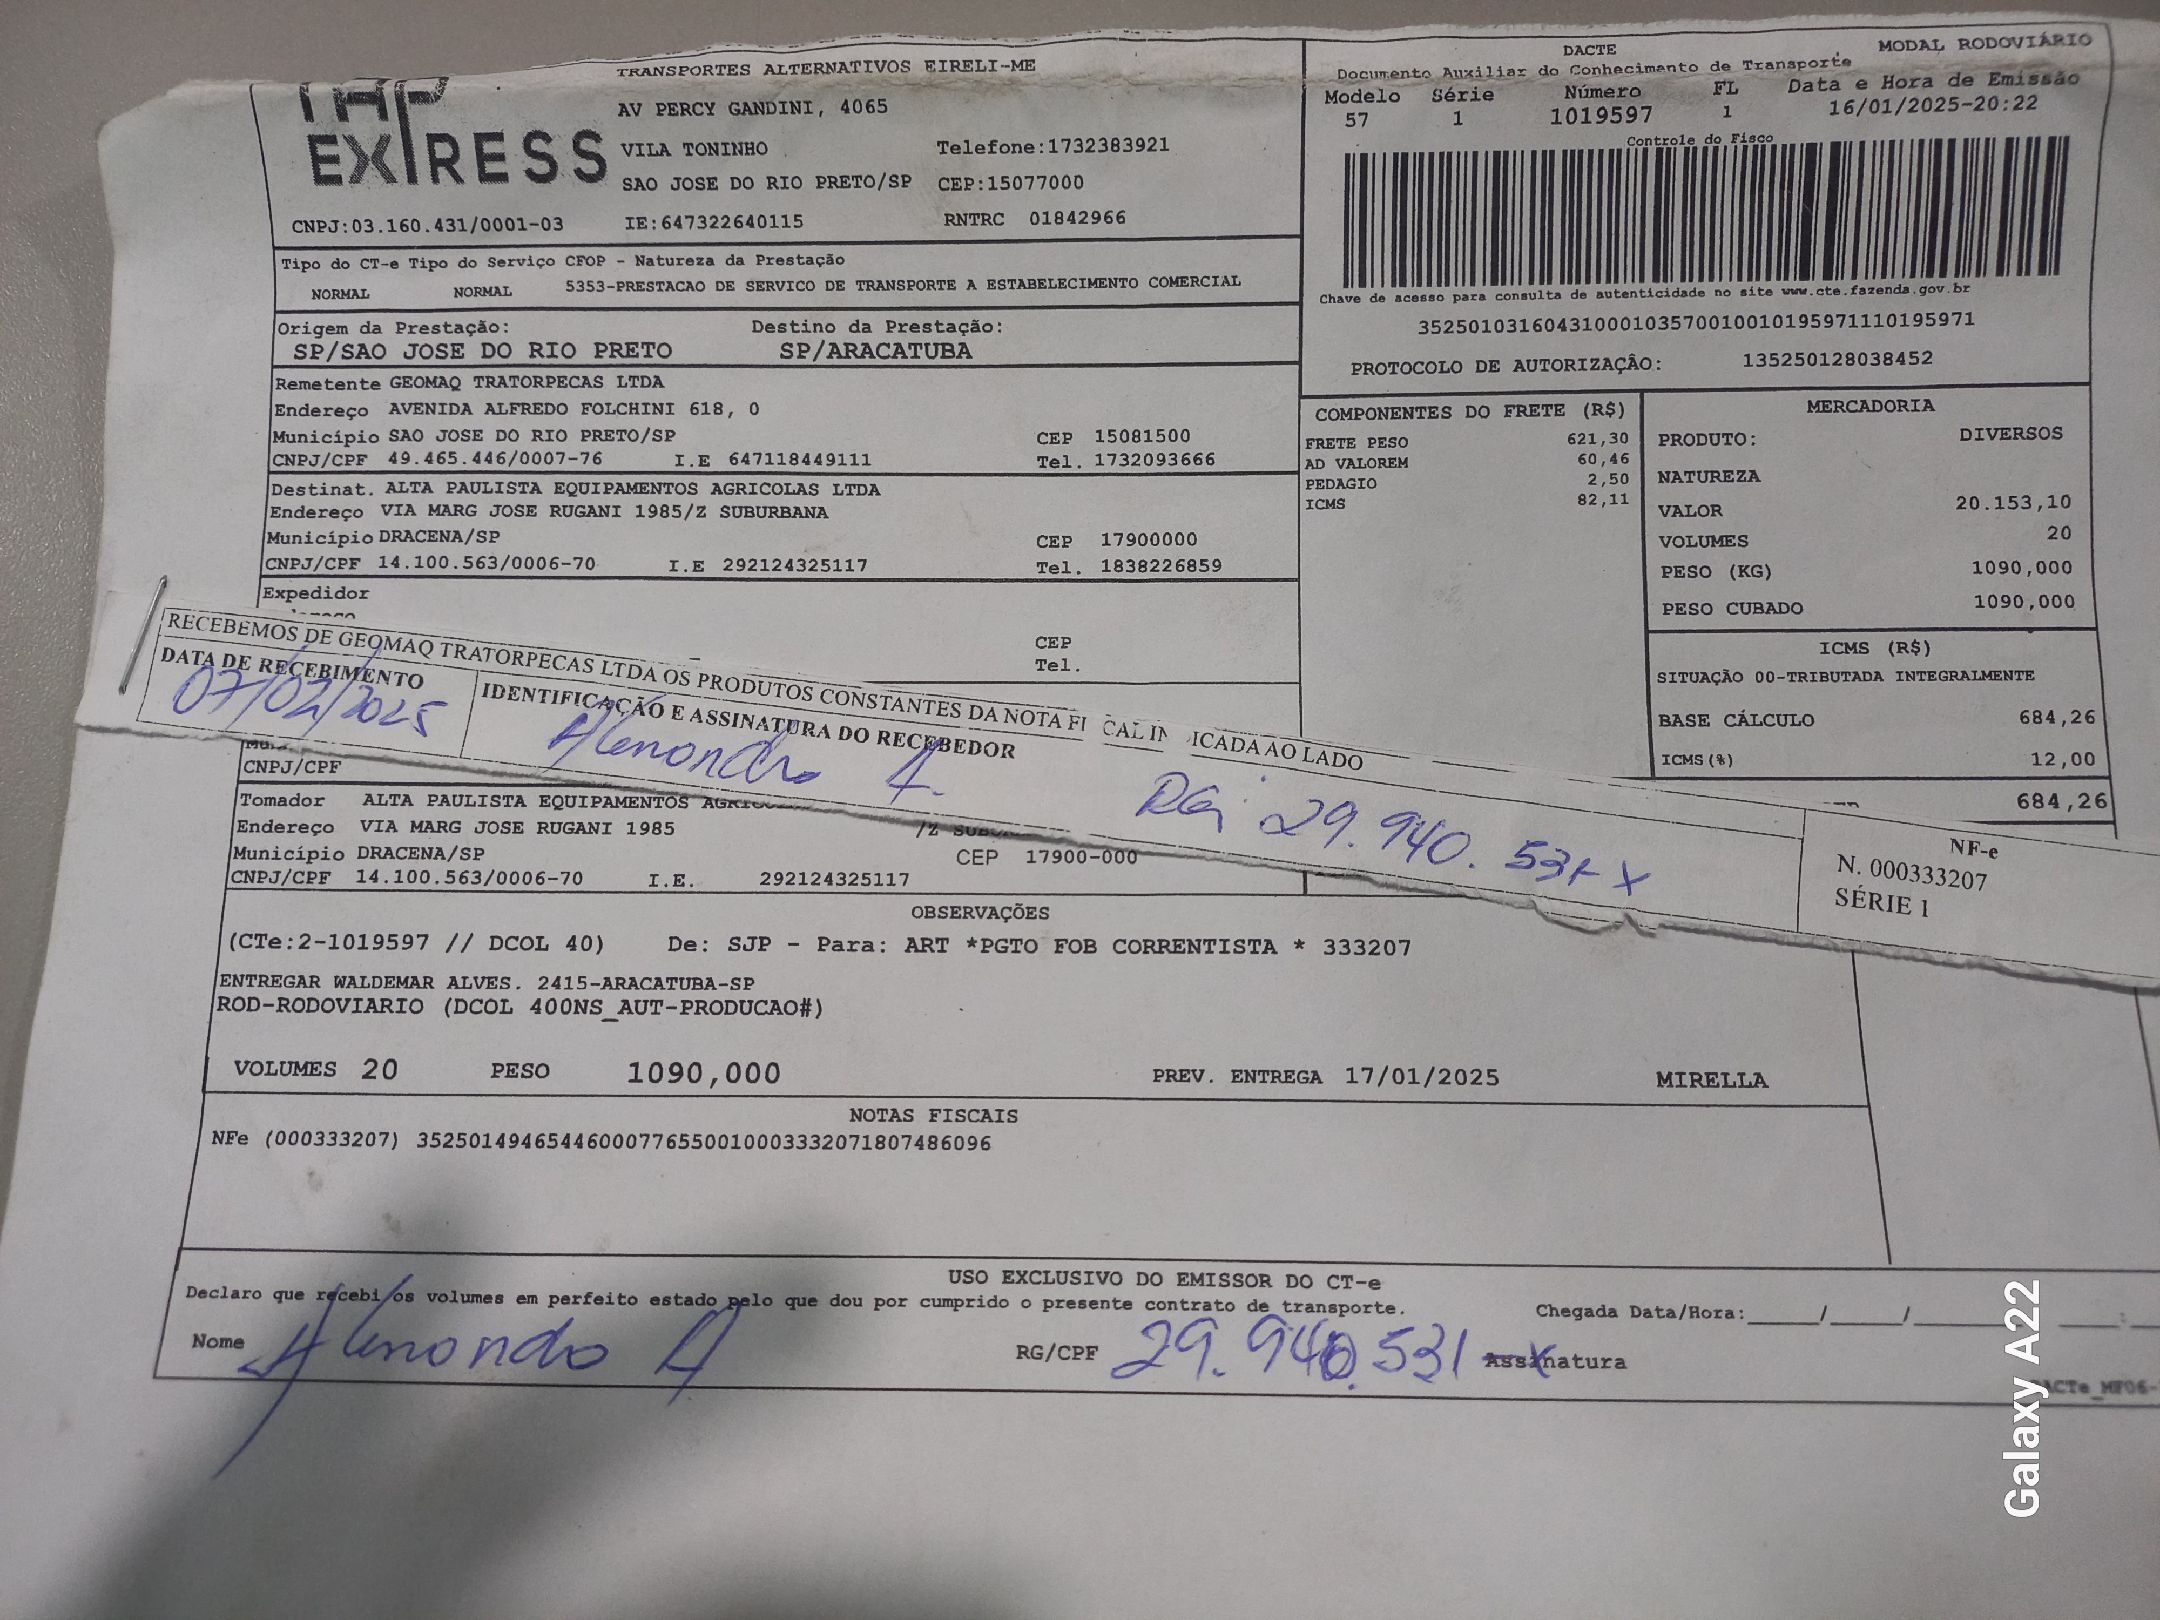 TRANSPORTES ALTERNATIVOS EIRELI-ME
EXPRESS
AV PERCY GANDINI, 4065
VILA TONINHO Telefone:1732383921
SAO JOSE DO RIO PRETO/SP CEP:15077000
CNPJ:03.160.431/0001-03 IE:647322640115 RNTRC 01842966
DACTE MODAL RODOVIÁRIO
Documento Auxiliar do Conhecimento de Transporte
Modelo Série Número FL Data e Hora de Emissão
57 1 1019597 1 16/01/2025-20:22
Controle do Fisco
Chave de acesso para consulta de autenticidade no site www.cte.fazenda.gov.br
35250103160431000103570010010195971110195971
PROTOCOLO DE AUTORIZAÇÂO: 135250128038452
Tipo do CT-e Tipo do Serviço CFOP - Natureza da Prestação
NORMAL NORMAL 5353-PRESTACAO DE SERVICO DE TRANSPORTE A ESTABELECIMENTO COMERCIAL
Origem da Prestação: Destino da Prestação:
SP/SAO JOSE DO RIO PRETO SP/ARACATUBA
Remetente GEOMAQ TRATORPECAS LTDA
Endereço AVENIDA ALFREDO FOLCHINI 618, 0
Município SAO JOSE DO RIO PRETO/SP CEP 15081500
CNPJ/CPF 49.465.446/0007-76 I.E 647118449111 Tel. 1732093666
Destinat. ALTA PAULISTA EQUIPAMENTOS AGRICOLAS LTDA
Endereço VIA MARG JOSE RUGANI 1985/Z SUBURBANA
Município DRACENA/SP CEP 17900000
CNPJ/CPF 14.100.563/0006-70 I.E 292124325117 Tel. 1838226859
Expedidor
CEP
Tel.
COMPONENTES DO FRETE (R$)
FRETE PESO 621,30
AD VALOREM 60,46
PEDAGIO 2,50
ICMS 82,11
MERCADORIA
PRODUTO: DIVERSOS
NATUREZA
VALOR 20.153,10
VOLUMES 20
PESO (KG) 1090,000
PESO CUBADO 1090,000
ICMS (R$)
SITUAÇÃO 00-TRIBUTADA INTEGRALMENTE
BASE CÁLCULO 684,26
ICMS(%) 12,00
684,26
RECEBEMOS DE GEOMAQ TRATORPECAS LTDA OS PRODUTOS CONSTANTES DA NOTA FI CAL IN ICADA AO LADO
DATA DE RECEBIMENTO IDENTIFICAÇÃO E ASSINATURA DO RECEBEDOR
07/02/2025 A. RG: 29.940.531-X
NF-e
N. 000333207
SÉRIE 1
CNPJ/CPF
Tomador ALTA PAULISTA EQUIPAMENTOS
Endereço VIA MARG JOSE RUGANI 1985 /Z
Município DRACENA/SP CEP 17900-000
CNPJ/CPF 14.100.563/0006-70 I.E. 292124325117
OBSERVAÇÕES
(CTe:2-1019597 // DCOL 40) De: SJP - Para: ART *PGTO FOB CORRENTISTA * 333207
ENTREGAR WALDEMAR ALVES. 2415-ARACATUBA-SP
ROD-RODOVIARIO (DCOL 400NS_AUT-PRODUCAO#)
VOLUMES 20 PESO 1090,000 PREV. ENTREGA 17/01/2025 MIRELLA
NOTAS FISCAIS
NFe (000333207) 35250149465446000776550010003332071807486096
USO EXCLUSIVO DO EMISSOR DO CT-e
Declaro que recebi os volumes em perfeito estado pelo que dou por cumprido o presente contrato de transporte. Chegada Data/Hora:
Nome A RG/CPF 29.940.531-X Assinatura
Galaxy A22